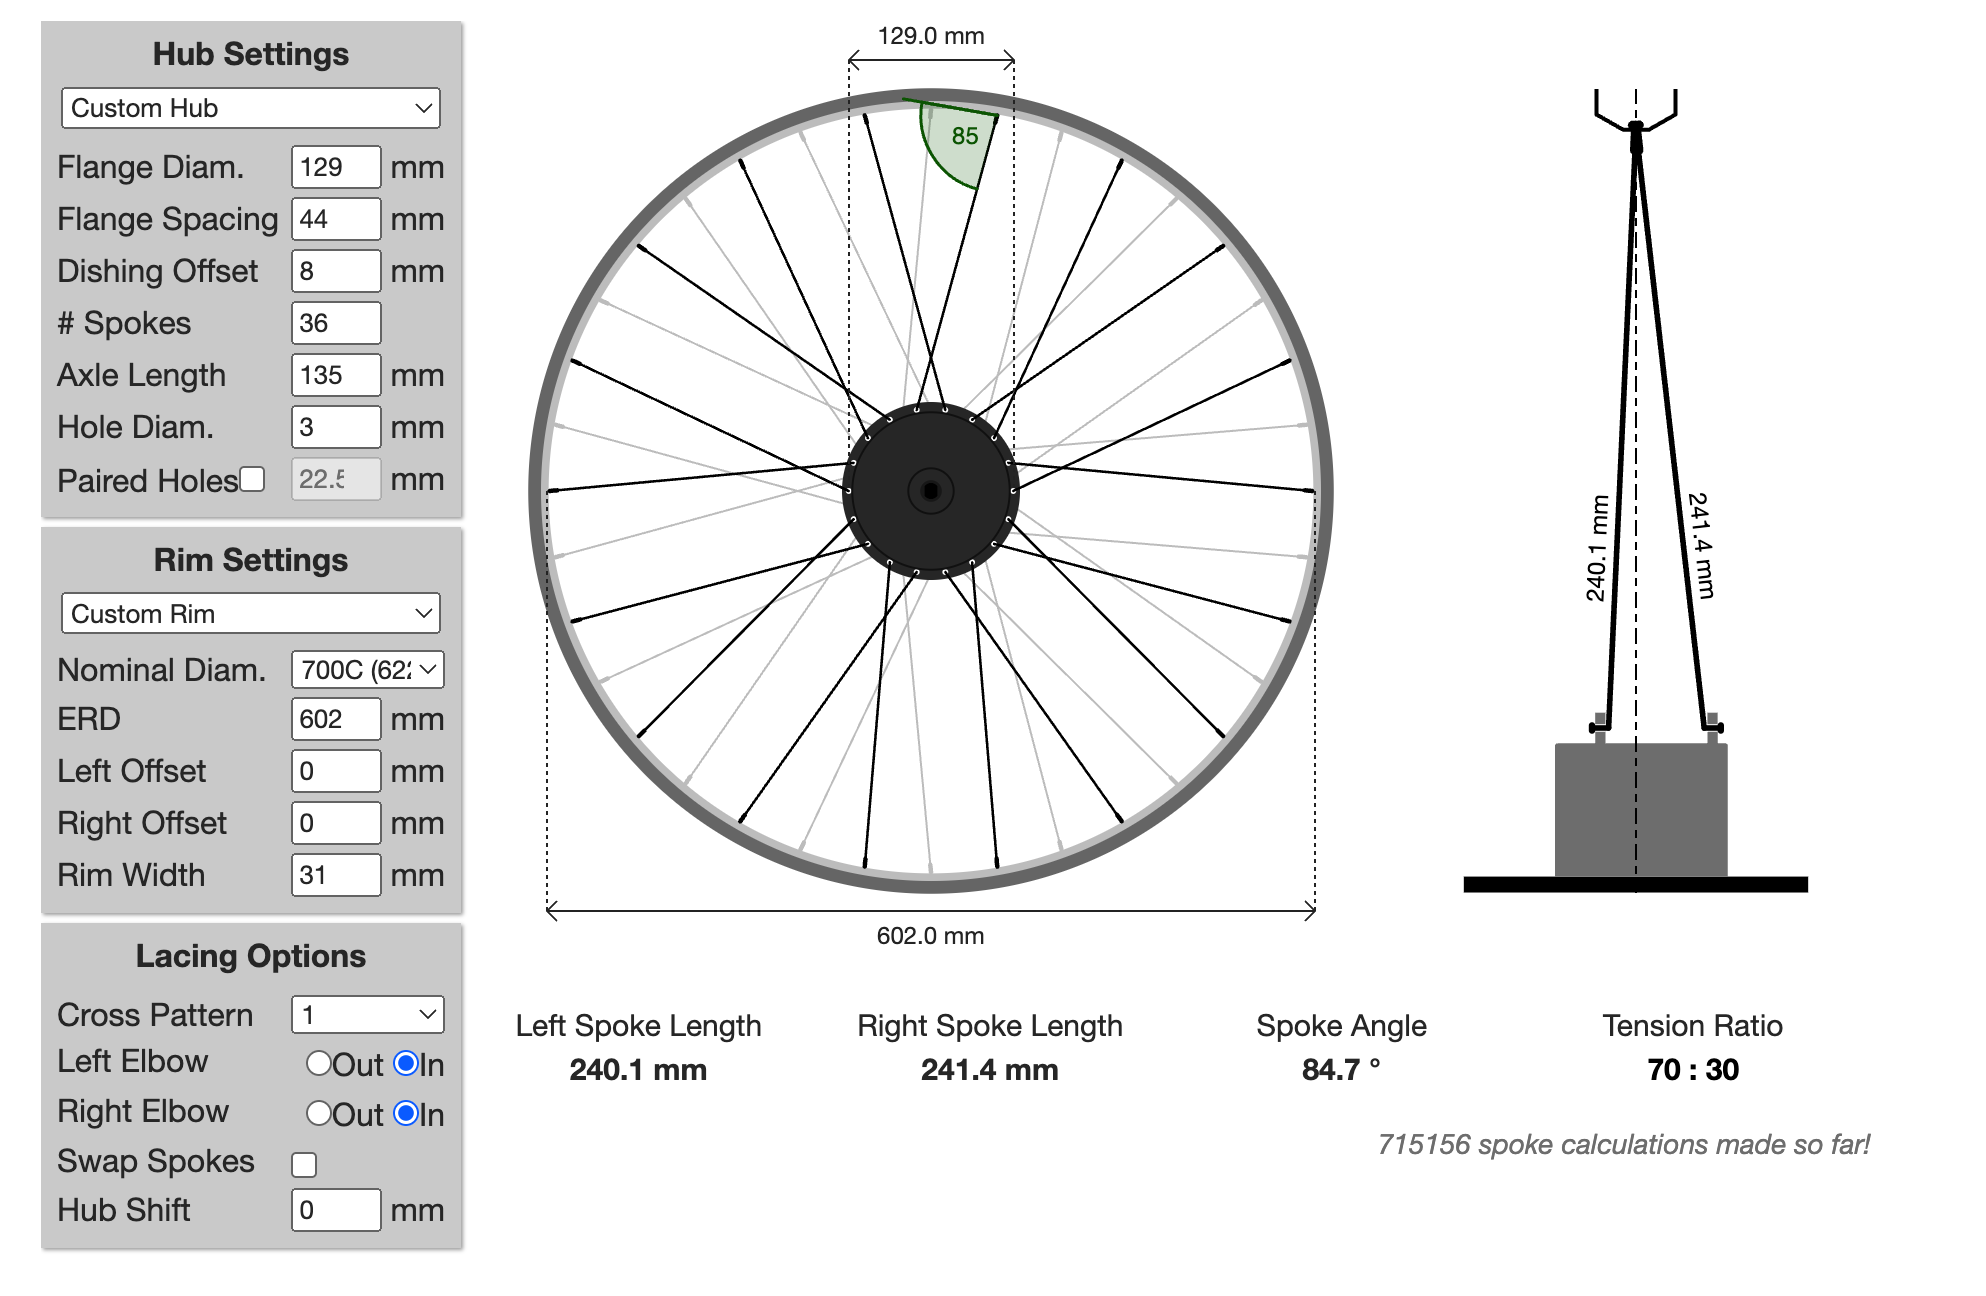 Hub Settings
Custom Hub
Flange Diam. 129 mm
Flange Spacing 44 mm
Dishing Offset 8 mm
# Spokes 36
Axle Length 135 mm
Hole Diam. 3 mm
Paired Holes 22.5 mm
Rim Settings
Custom Rim
Nominal Diam. 700C (622
ERD 602 mm
Left Offset 0 mm
Right Offset 0 mm
Rim Width 31 mm
Lacing Options
Cross Pattern 1
Left Elbow Out In
Right Elbow Out In
Swap Spokes
Hub Shift 0 mm
129.0 mm
85
602.0 mm
240.1 mm
241.4 mm
Left Spoke Length
240.1 mm
Right Spoke Length
241.4 mm
Spoke Angle
84.7 °
Tension Ratio
70 : 30
715156 spoke calculations made so far!